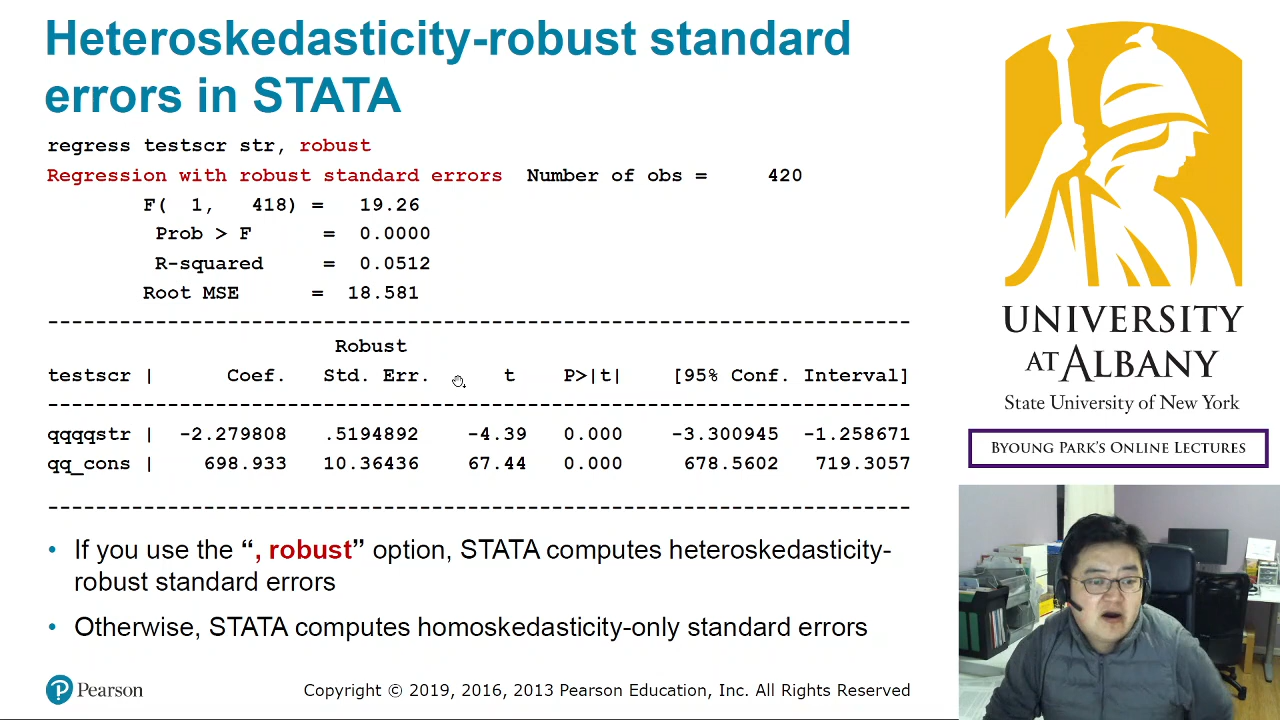 Heteroskedasticity-robust standard
errors in STATA
regress testscr str, robust
Regression with robust standard errors  Number of obs =     420
F(  1,   418) =   19.26
Prob > F      =  0.0000
R-squared     =  0.0512
Root MSE      =  18.581
------------------------------------------------------------------------
Robust
testscr |      Coef.   Std. Err.      t    P>|t|    [95% Conf. Interval]
------------------------------------------------------------------------
qqqqstr |  -2.279808   .5194892    -4.39   0.000    -3.300945  -1.258671
qq_cons |    698.933   10.36436    67.44   0.000     678.5602   719.3057
------------------------------------------------------------------------
• If you use the “, robust” option, STATA computes heteroskedasticity-
robust standard errors
• Otherwise, STATA computes homoskedasticity-only standard errors
P Pearson
Copyright © 2019, 2016, 2013 Pearson Education, Inc. All Rights Reserved
UNIVERSITY
AT ALBANY
State University of New York
BYOUNG PARK'S ONLINE LECTURES